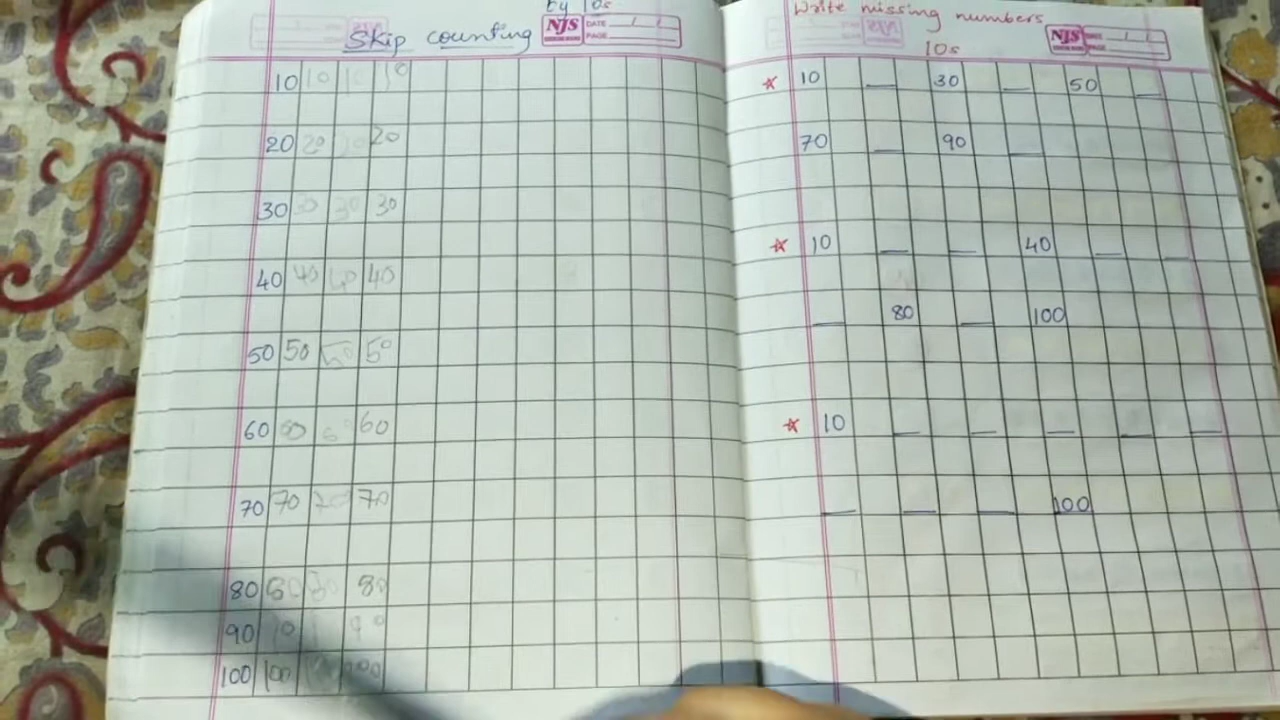 by 10s
Skip counting
NJS DATE / /
PAGE
10 10 10 10
20 20 20 20
30 30 30 30
40 40 40 40
50 50 50 50
60 60 60 60
70 70 70 70
80 80 80 80
90 90
100 100 100
Write missing numbers
NJS DATE / /
PAGE
10s
☆ 10 _ 30 _ 50 _
70 _ 90 _
☆ 10 _ _ 40 _ _
_ 80 _ 100
☆ 10 _ _ _ _ _
_ _ _ 100